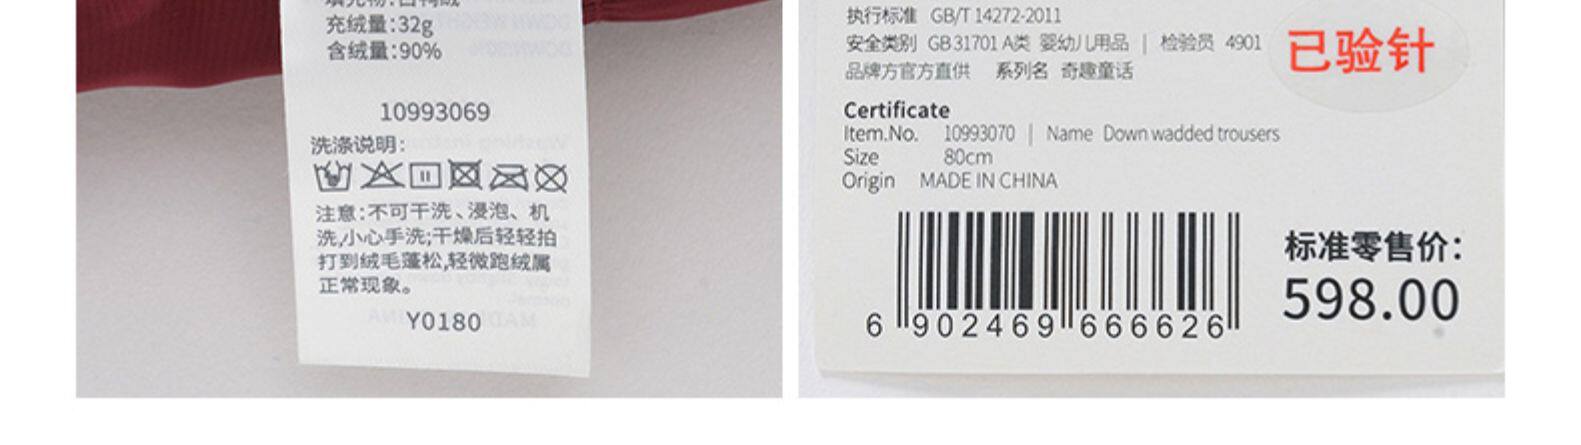 充绒量:32g
含绒量:90%
10993069
洗涤说明:
注意:不可干洗、浸泡、机
洗,小心手洗;干燥后轻轻拍
打到绒毛蓬松,轻微跑绒属
正常现象。
Y0180
执行标准 GB/T 14272-2011
安全类别 GB 31701 A类 婴幼儿用品 | 检验员 4901
品牌方官方直供 系列名 奇趣童话
已验针
Certificate
Item.No. 10993070 | Name Down wadded trousers
Size 80cm
Origin MADE IN CHINA
标准零售价:
598.00
6 902469 666626